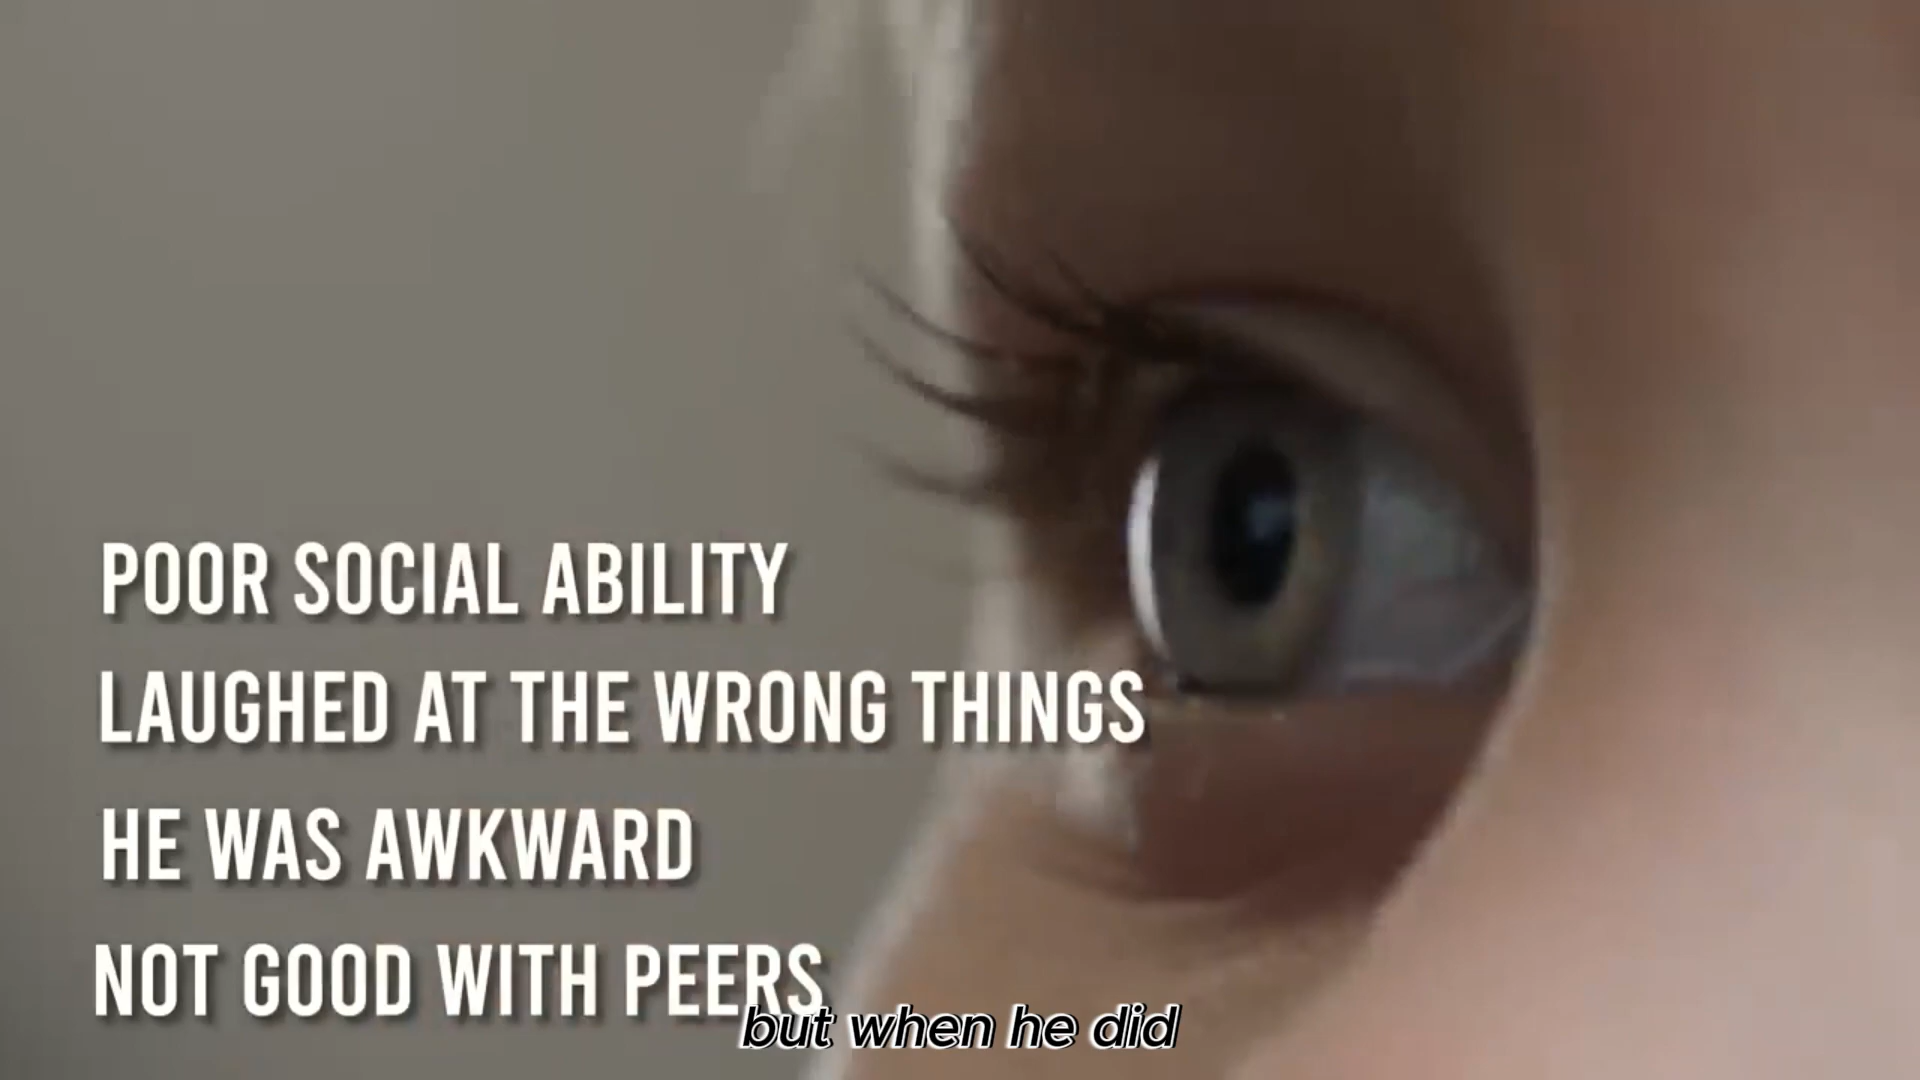 POOR SOCIAL ABILITY
LAUGHED AT THE WRONG THINGS
HE WAS AWKWARD
NOT GOOD WITH PEERS
but when he did